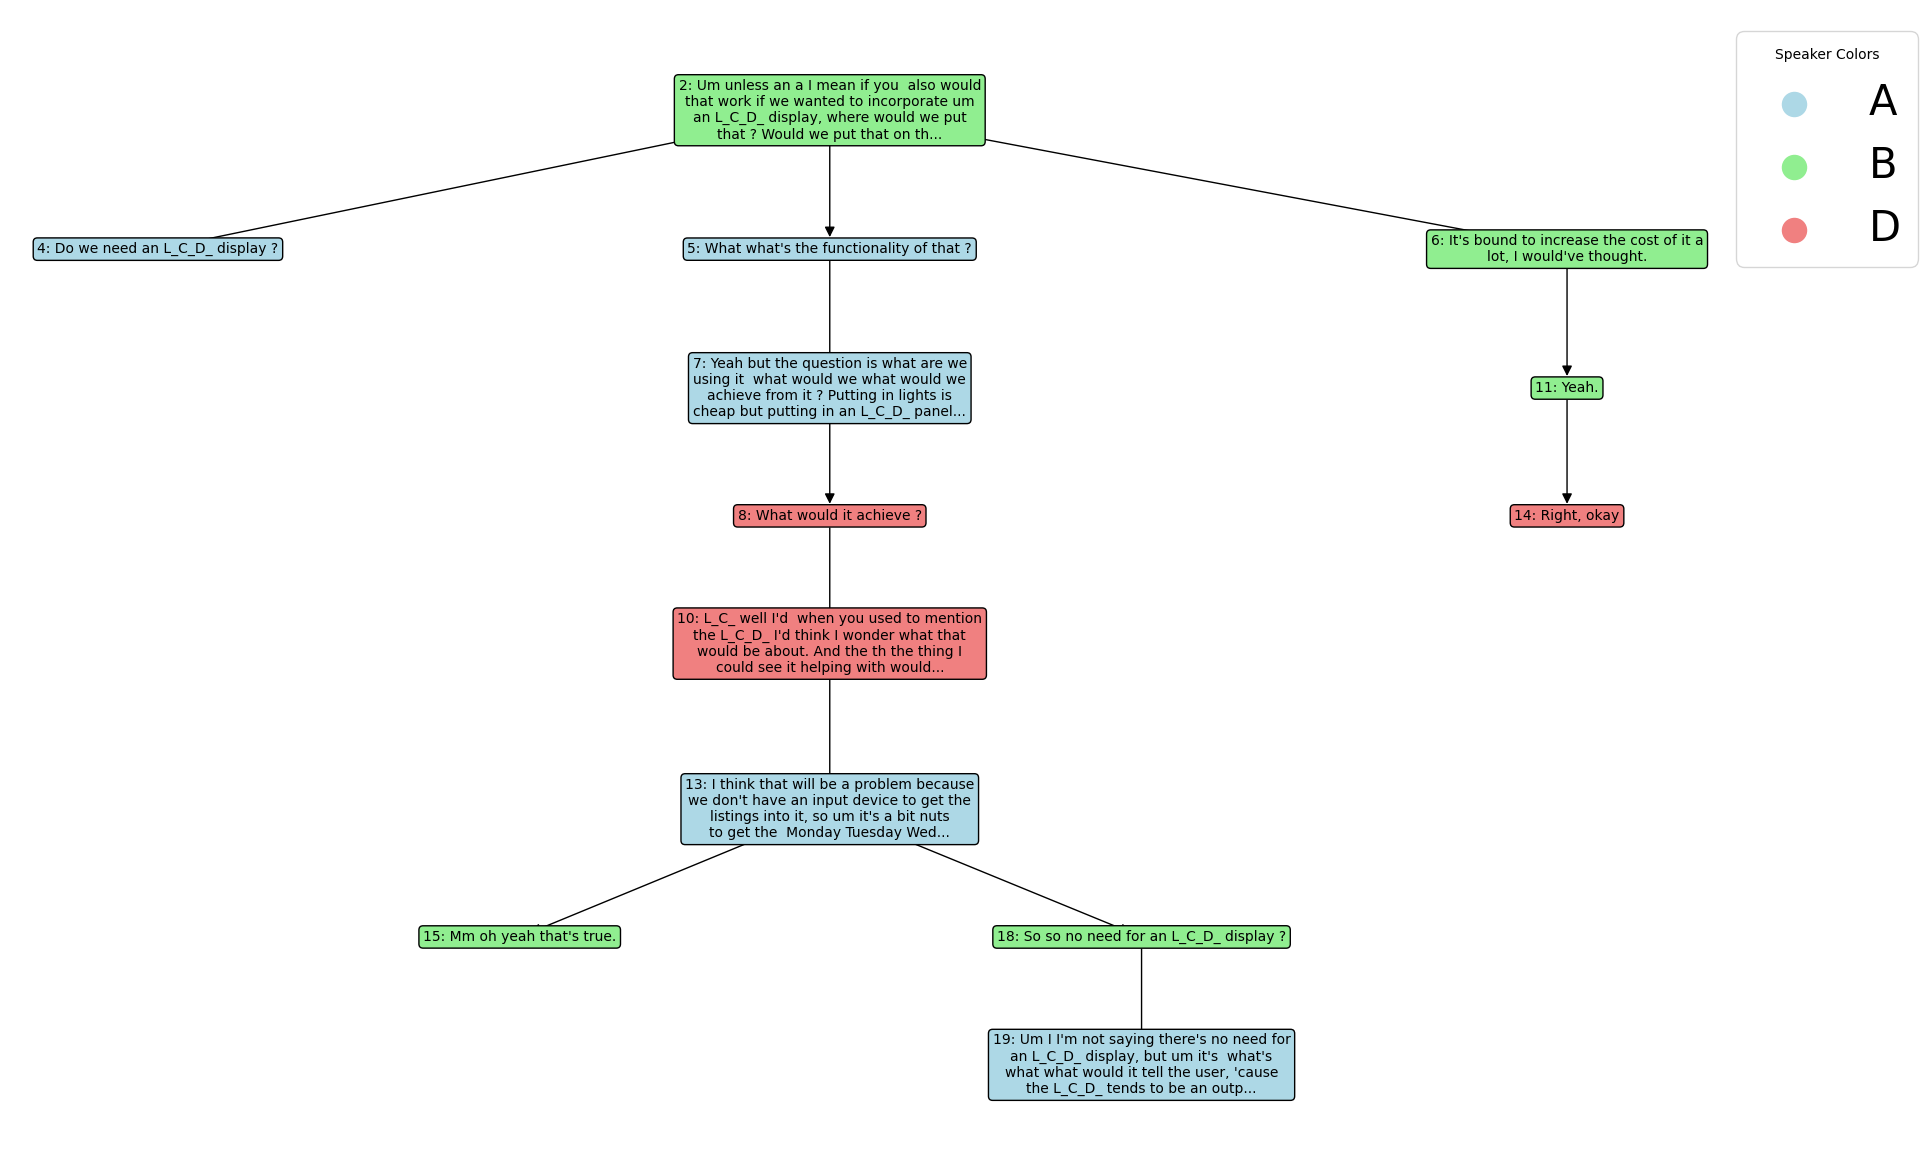 Speaker Colors
A
B
D
2: Um unless an a I mean if you  also would
that work if we wanted to incorporate um
an L_C_D_ display, where would we put
that ? Would we put that on th...
4: Do we need an L_C_D_ display ?
5: What what's the functionality of that ?
6: It's bound to increase the cost of it a
lot, I would've thought.
7: Yeah but the question is what are we
using it  what would we what would we
achieve from it ? Putting in lights is
cheap but putting in an L_C_D_ panel...
11: Yeah.
8: What would it achieve ?
14: Right, okay
10: L_C_ well I'd  when you used to mention
the L_C_D_ I'd think I wonder what that
would be about. And the th the thing I
could see it helping with would...
13: I think that will be a problem because
we don't have an input device to get the
listings into it, so um it's a bit nuts
to get the  Monday Tuesday Wed...
15: Mm oh yeah that's true.
18: So so no need for an L_C_D_ display ?
19: Um I I'm not saying there's no need for
an L_C_D_ display, but um it's  what's
what what would it tell the user, 'cause
the L_C_D_ tends to be an outp...